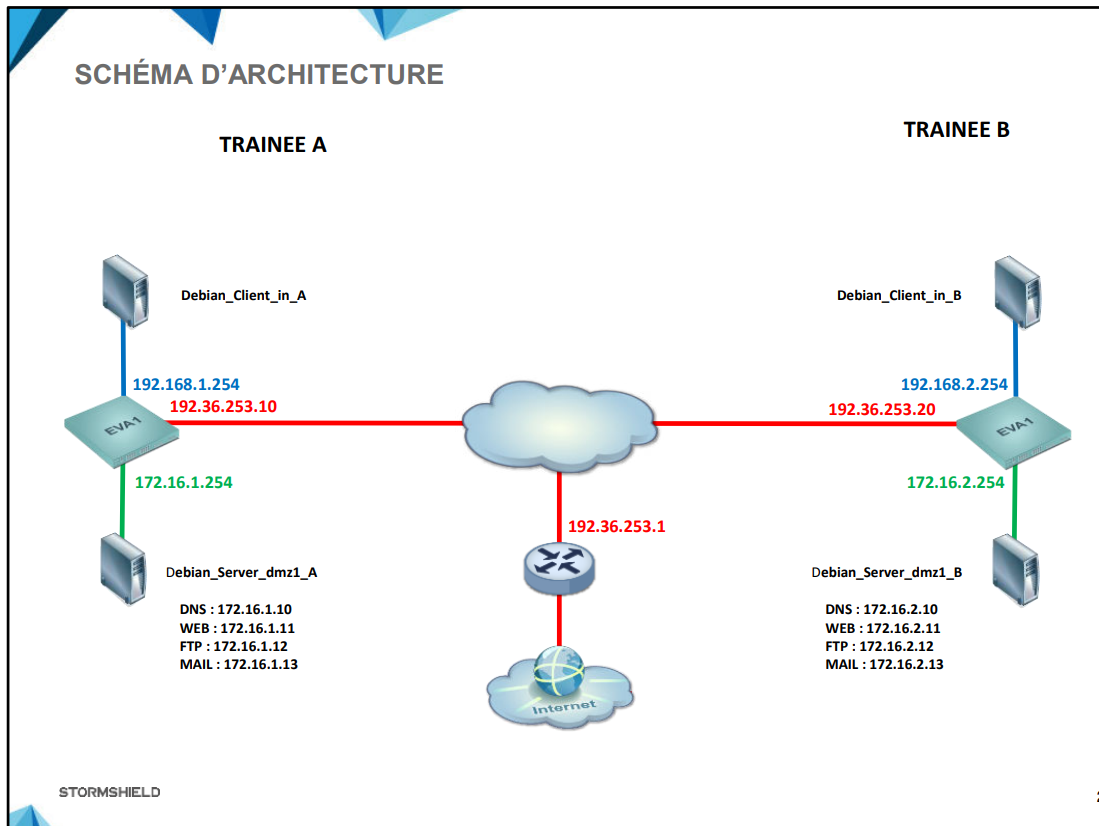 SCHÉMA D'ARCHITECTURE
TRAINEE A
TRAINEE B
Debian_Client_in_A
Debian_Client_in_B
192.168.1.254
192.168.2.254
192.36.253.10
192.36.253.20
EVA1
EVA1
172.16.1.254
172.16.2.254
192.36.253.1
Debian_Server_dmz1_A
Debian_Server_dmz1_B
DNS : 172.16.1.10
WEB : 172.16.1.11
FTP : 172.16.1.12
MAIL : 172.16.1.13
DNS : 172.16.2.10
WEB : 172.16.2.11
FTP : 172.16.2.12
MAIL : 172.16.2.13
Internet
STORMSHIELD